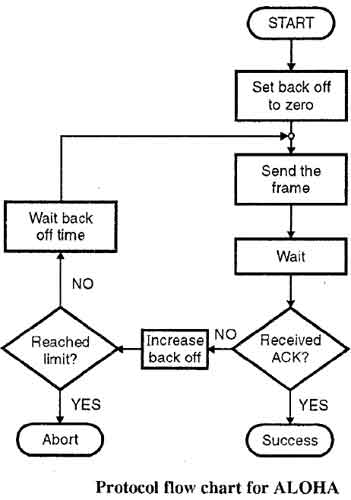 START
Set back off
to zero
Send the
frame
Wait back
off time
Wait
NO
Reached
limit?
Increase
back off
NO
Received
ACK?
YES
YES
Abort
Success
Protocol flow chart for ALOHA